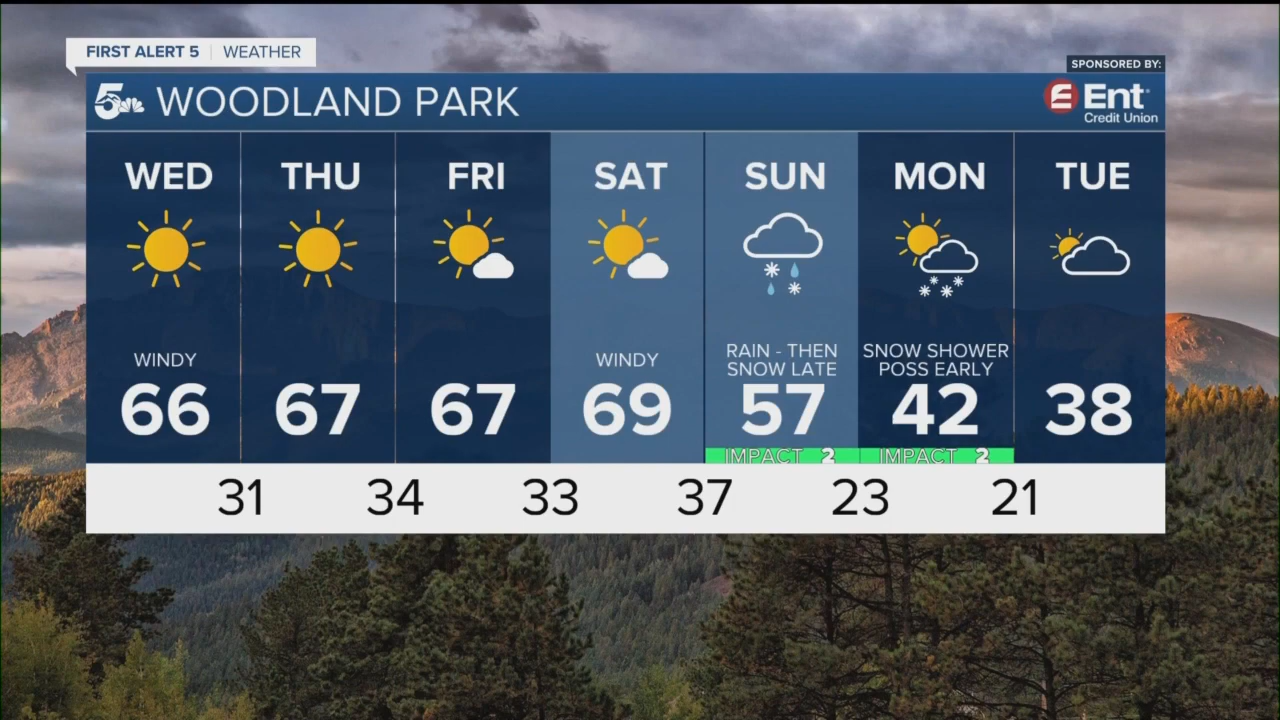 FIRST ALERT 5 | WEATHER
SPONSORED BY:
5 WOODLAND PARK
Ent
Credit Union
WED THU FRI SAT SUN MON TUE
WINDY WINDY RAIN - THEN SNOW SHOWER
SNOW LATE POSS EARLY
66 67 67 69 57 42 38
IMPACT 2 IMPACT 2
31 34 33 37 23 21